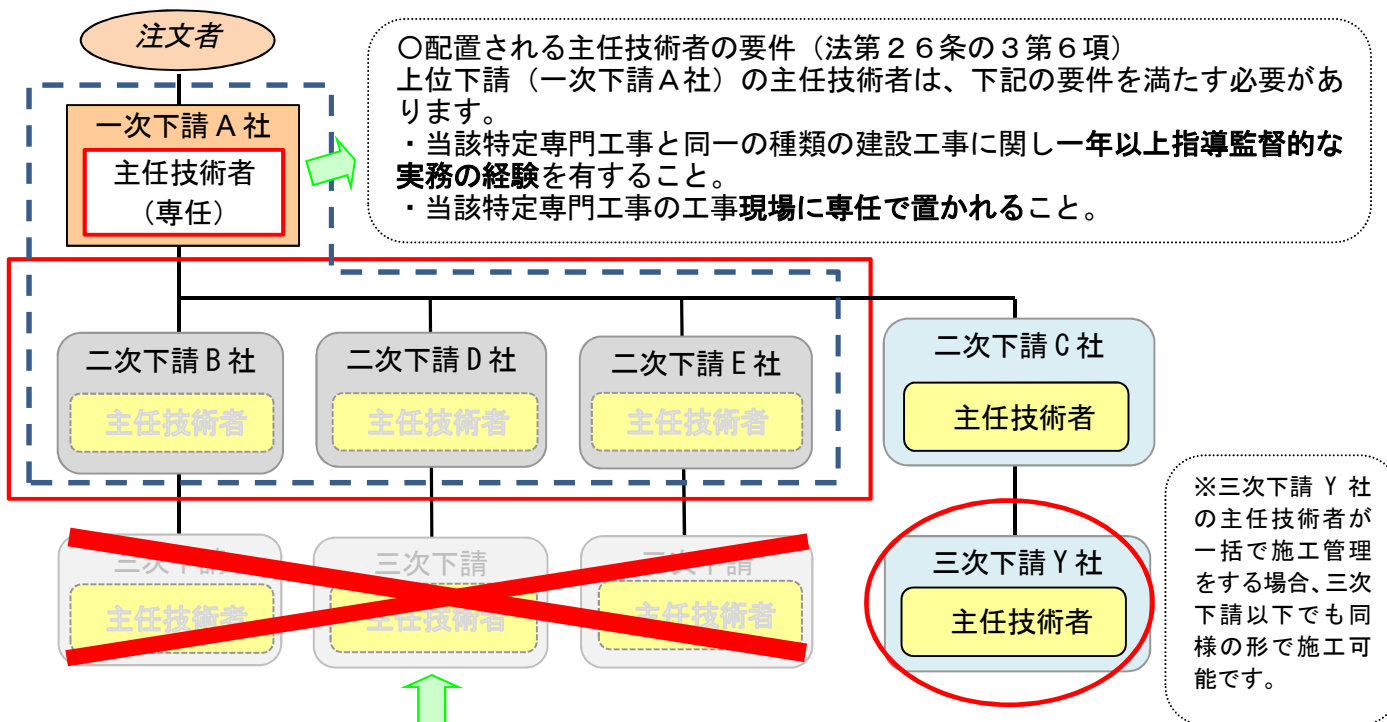 注文者
〇配置される主任技術者の要件（法第２６条の３第６項）
上位下請（一次下請Ａ社）の主任技術者は、下記の要件を満たす必要があ
ります。
・当該特定専門工事と同一の種類の建設工事に関し一年以上指導監督的な
実務の経験を有すること。
・当該特定専門工事の工事現場に専任で置かれること。
一次下請Ａ社
主任技術者
（専任）
二次下請Ｂ社
主任技術者
二次下請Ｄ社
主任技術者
二次下請Ｅ社
主任技術者
二次下請Ｃ社
主任技術者
三次下請
主任技術者
三次下請
主任技術者
三次下請
主任技術者
三次下請Ｙ社
主任技術者
※三次下請 Ｙ 社
の主任技術者が
一括で施工管理
をする場合、三次
下請以下でも同
様の形で施工可
能です。